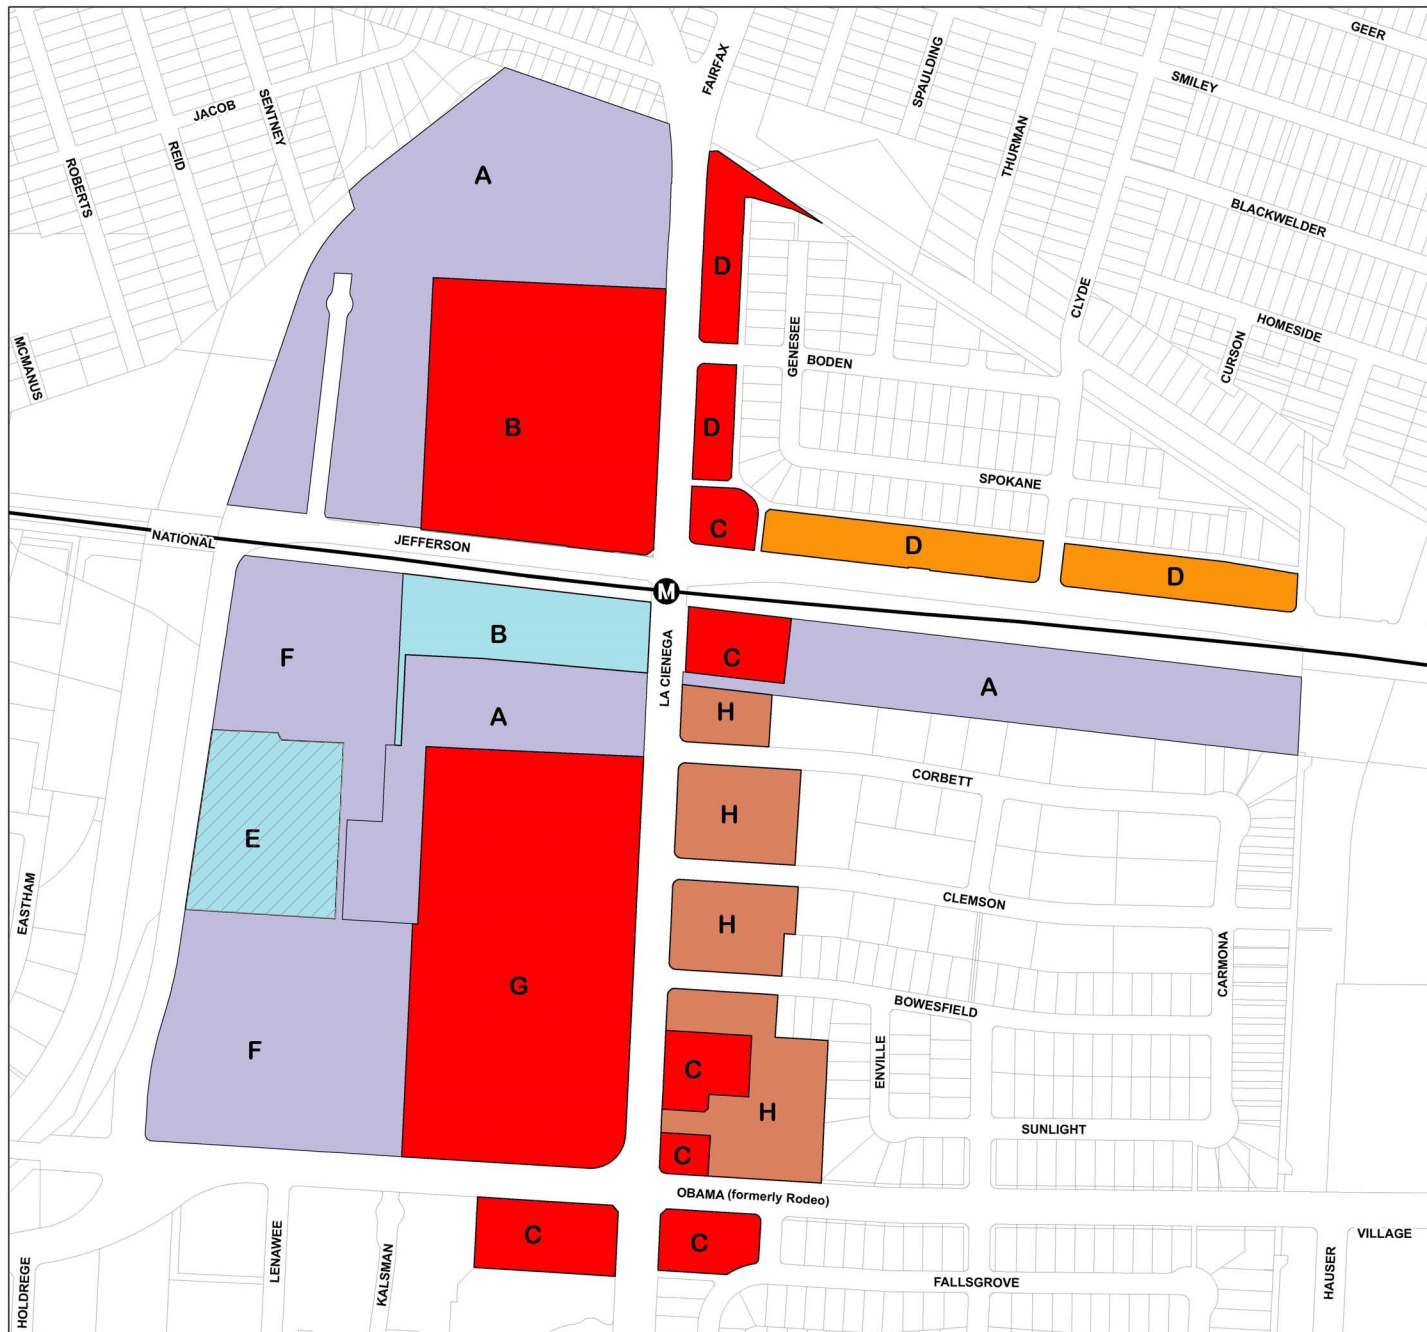 GEER
FAIRFAX
SPAULDING
SMILEY
JACOB
SENTNEY
THURMAN
REID
ROBERTS
A
BLACKWELDER
D
CLYDE
HOMESIDE
MCMANUS
GENESEE
BODEN
CURSON
B
D
SPOKANE
C
NATIONAL
JEFFERSON
D
D
M
B
F
LA CIENEGA
C
A
A
H
CORBETT
H
E
EASTHAM
CLEMSON
H
CARMONA
G
BOWESFIELD
F
ENVILLE
C
H
SUNLIGHT
C
OBAMA (formerly Rodeo)
C
C
VILLAGE
LENAWEE
KALSMAN
HOLDREGE
FALLSGROVE
HAUSER